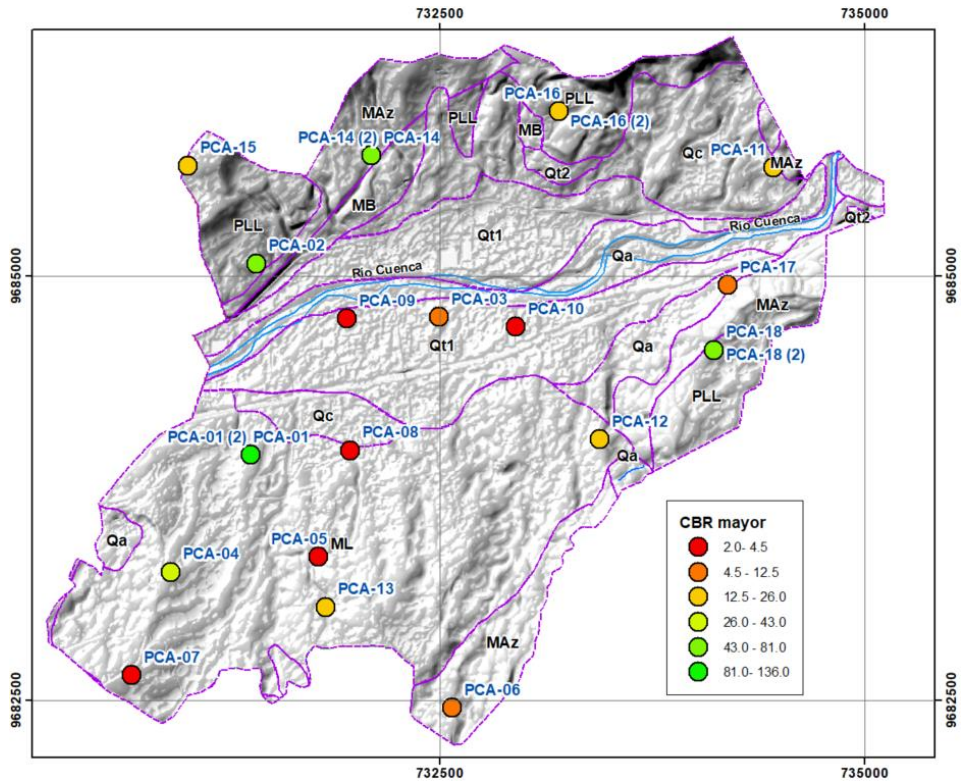 732500
735000
PCA-16
PLL
MAz
PLL
PCA-16 (2)
MB
PCA-14 (2)
PCA-14
PCA-15
Qc
PCA-11
MAz
Qt2
MB
PLL
Rio Cuenca
Qt2
Qt1
PCA-02
Qa
Rio Cuenca
PCA-17
9685000
9685000
MAz
PCA-09
PCA-03
PCA-10
PCA-18
Qt1
Qa
PCA-18 (2)
PLL
Qc
PCA-12
PCA-01 (2)
PCA-01
PCA-08
Qa
CBR mayor
2.0- 4.5
4.5 - 12.5
12.5 - 26.0
26.0 - 43.0
43.0 - 81.0
81.0- 136.0
Qa
PCA-05
ML
PCA-04
PCA-13
MAz
PCA-07
PCA-06
9682500
9682500
732500
735000